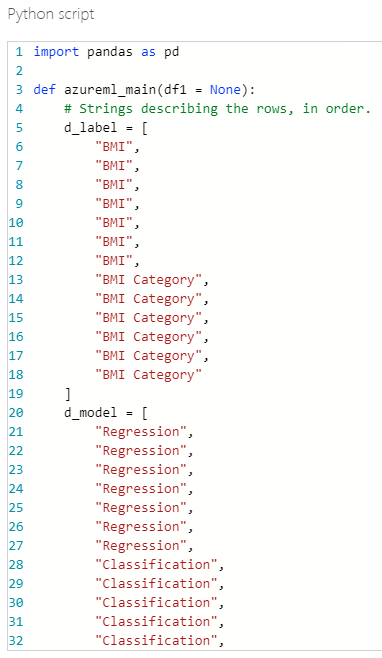 Python script
1 import pandas as pd
2
3 def azureml_main(df1 = None):
4     # Strings describing the rows, in order.
5     d_label = [
6         "BMI",
7         "BMI",
8         "BMI",
9         "BMI",
10         "BMI",
11         "BMI",
12         "BMI",
13         "BMI Category",
14         "BMI Category",
15         "BMI Category",
16         "BMI Category",
17         "BMI Category",
18         "BMI Category"
19     ]
20     d_model = [
21         "Regression",
22         "Regression",
23         "Regression",
24         "Regression",
25         "Regression",
26         "Regression",
27         "Regression",
28         "Classification",
29         "Classification",
30         "Classification",
31         "Classification",
32         "Classification",